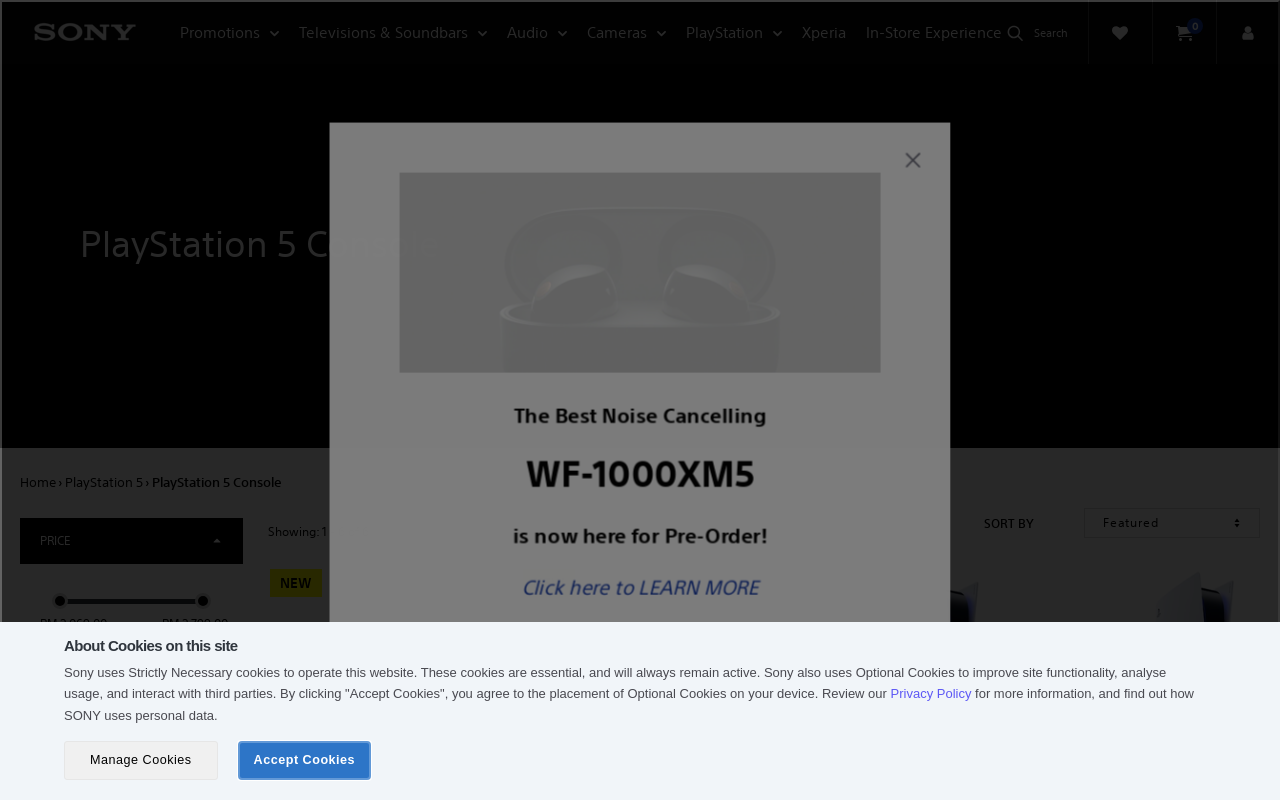 SONY
Promotions
Televisions & Soundbars
Audio
Cameras
PlayStation
Xperia
In-Store Experience
Search
0
PlayStation 5 C
The Best Noise Cancelling
WF-1000XM5
is now here for Pre-Order!
Click here to LEARN MORE
Home › PlayStation 5 › PlayStation 5 Console
PRICE
Showing: 1
SORT BY
Featured
NEW
About Cookies on this site
Sony uses Strictly Necessary cookies to operate this website. These cookies are essential, and will always remain active. Sony also uses Optional Cookies to improve site functionality, analyse
usage, and interact with third parties. By clicking "Accept Cookies", you agree to the placement of Optional Cookies on your device. Review our Privacy Policy for more information, and find out how
SONY uses personal data.
Manage Cookies
Accept Cookies